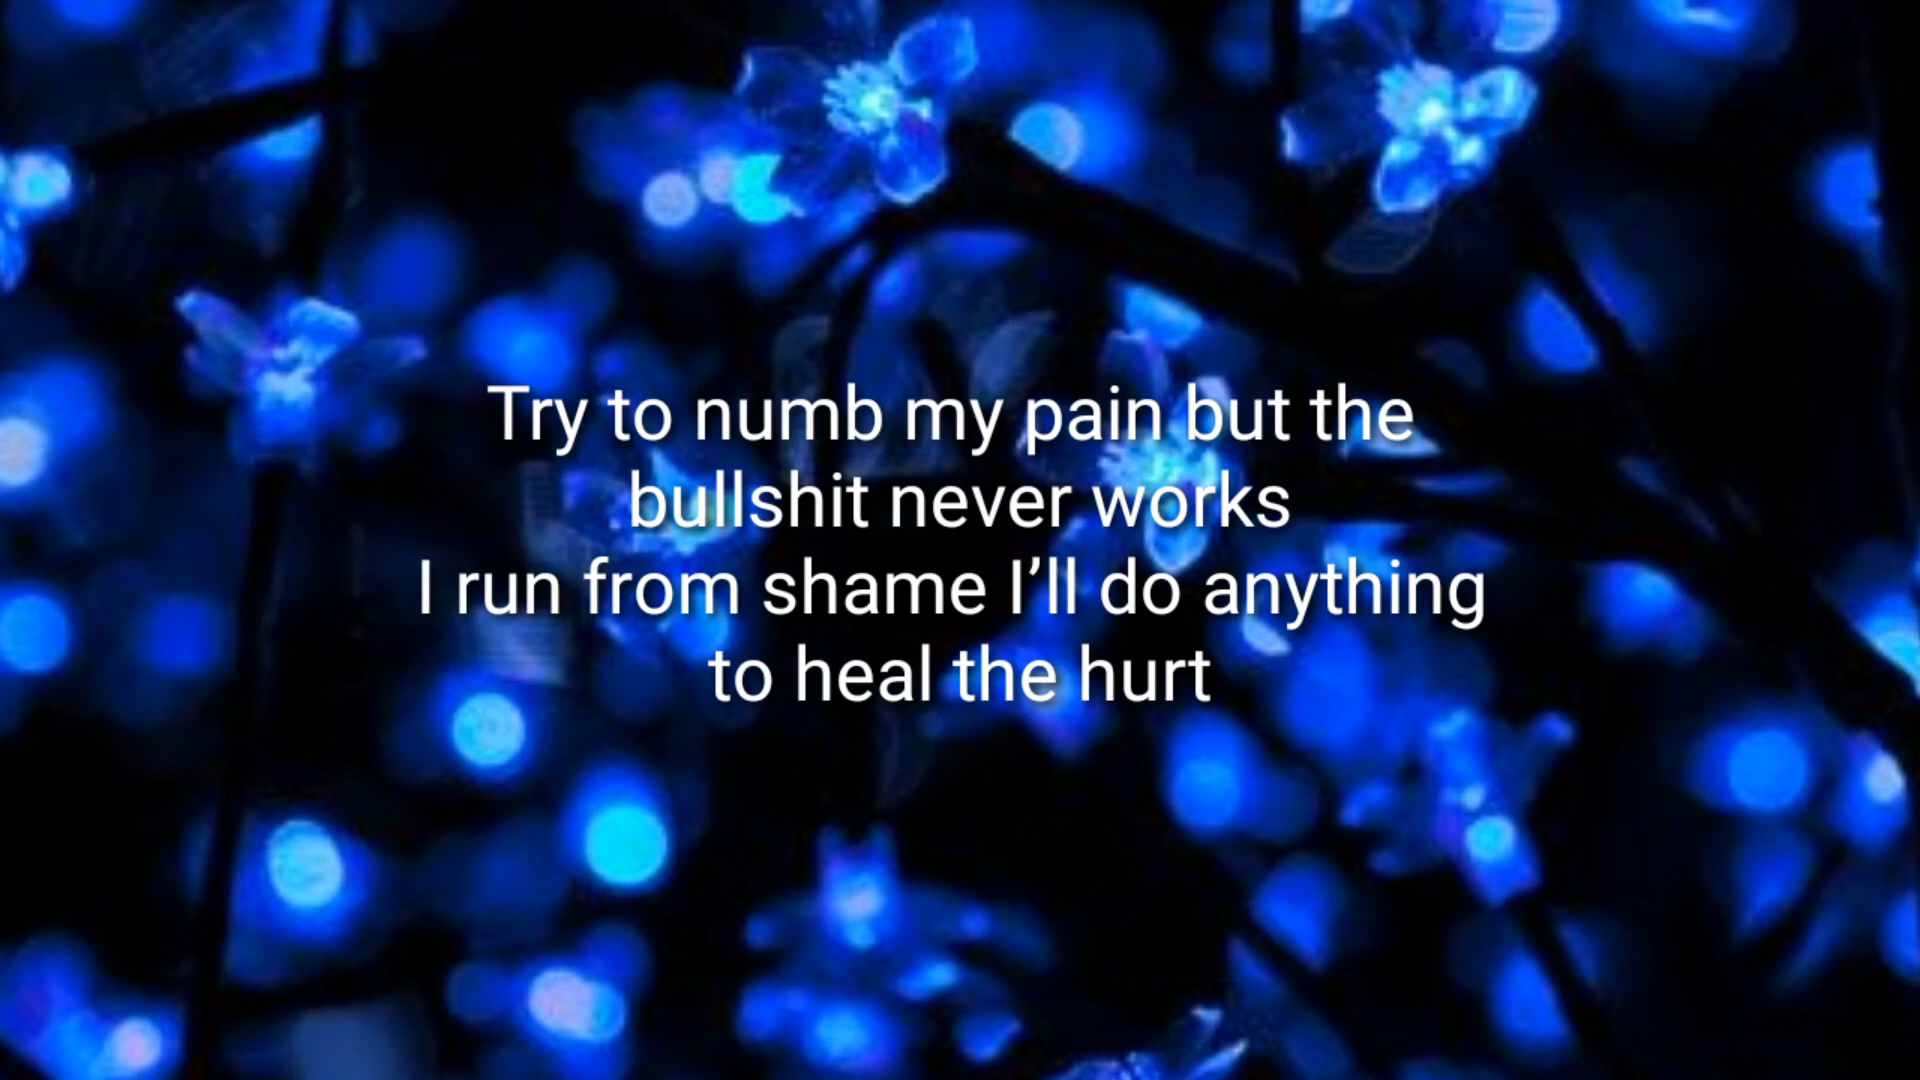 Try to numb my pain but the
bullshit never works
I run from shame I’ll do anything
to heal the hurt